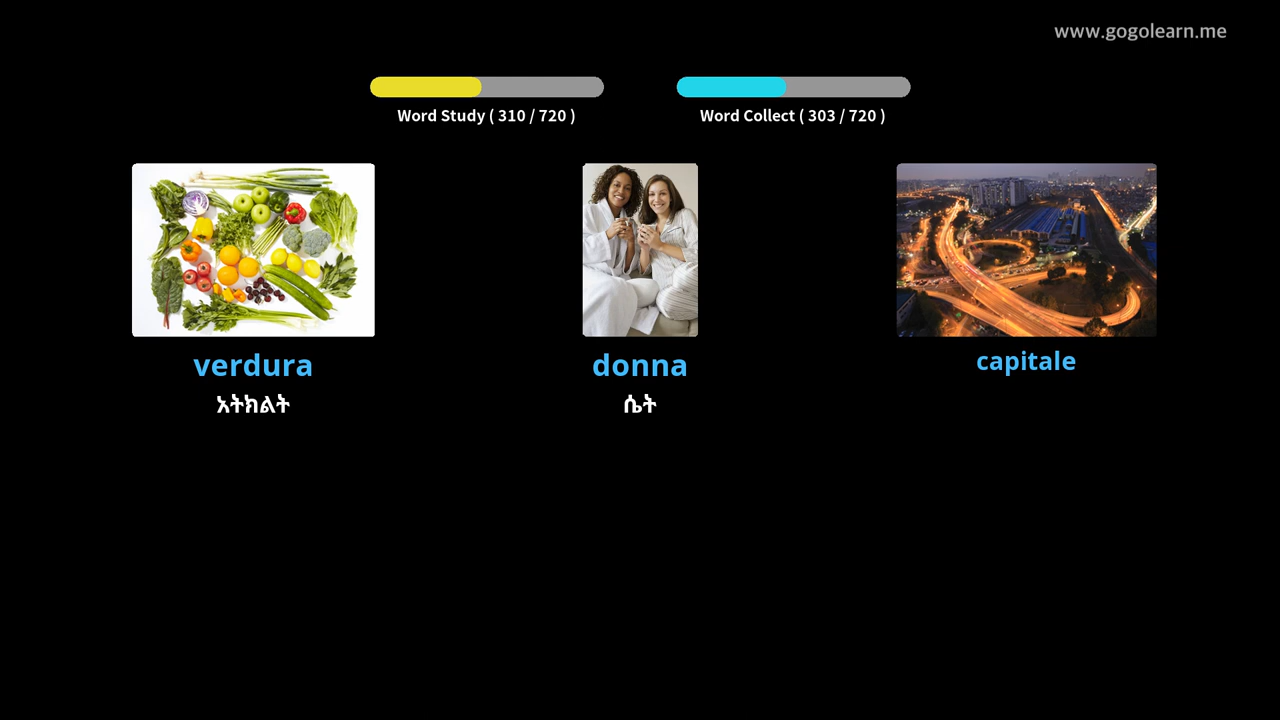 www.gogolearn.me
Word Study ( 310 / 720 )
Word Collect ( 303 / 720 )
verdura
donna
capitale
አትክልት
ሴት